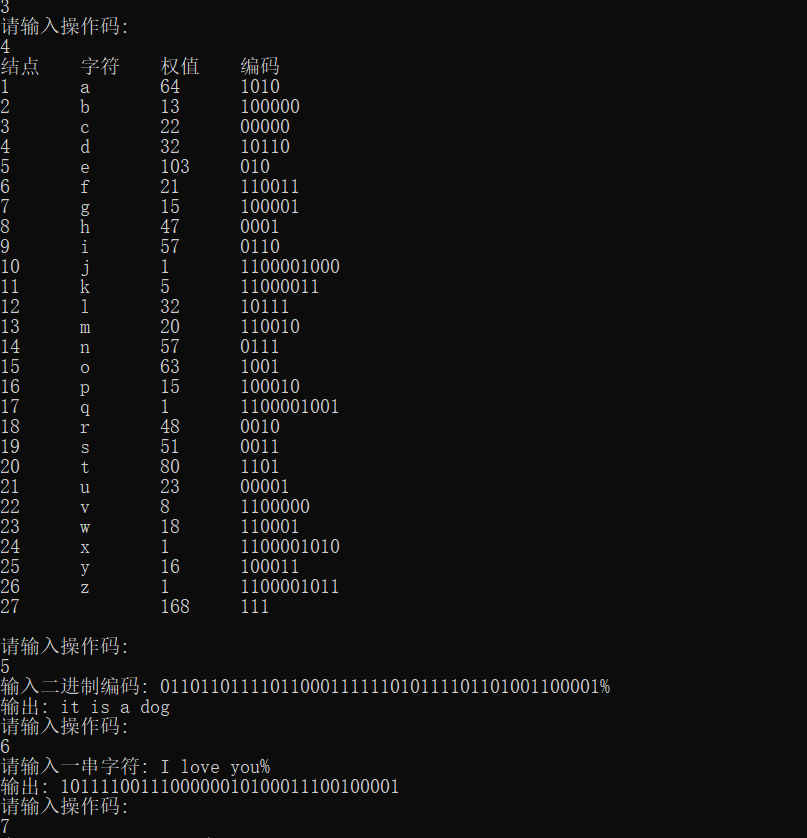 3
请输入操作码:
4
结点 字符 权值 编码
1 a 64 1010
2 b 13 100000
3 c 22 00000
4 d 32 10110
5 e 103 010
6 f 21 110011
7 g 15 100001
8 h 47 0001
9 i 57 0110
10 j 1 1100001000
11 k 5 11000011
12 l 32 10111
13 m 20 110010
14 n 57 0111
15 o 63 1001
16 p 15 100010
17 q 1 1100001001
18 r 48 0010
19 s 51 0011
20 t 80 1101
21 u 23 00001
22 v 8 1100000
23 w 18 110001
24 x 1 1100001010
25 y 16 100011
26 z 1 1100001011
27 168 111
请输入操作码:
5
输入二进制编码: 01101101111011000111111010111101101001100001%
输出: it is a dog
请输入操作码:
6
请输入一串字符: I love you%
输出: 1011110011100000010100011100100001
请输入操作码:
7